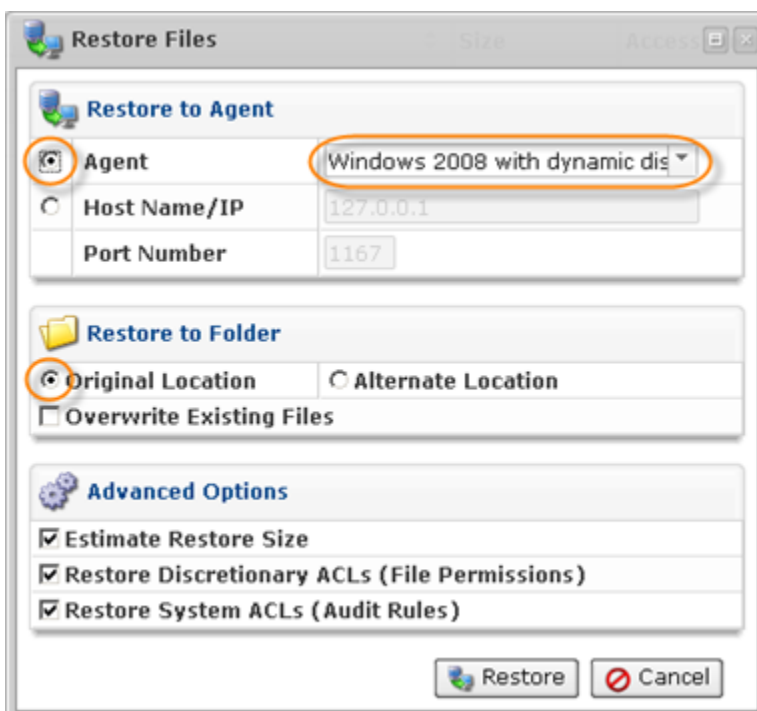 Restore Files
Size Access
Restore to Agent
Agent Windows 2008 with dynamic dis
Host Name/IP 127.0.0.1
Port Number 1167
Restore to Folder
Original Location Alternate Location
Overwrite Existing Files
Advanced Options
Estimate Restore Size
Restore Discretionary ACLs (File Permissions)
Restore System ACLs (Audit Rules)
Restore Cancel